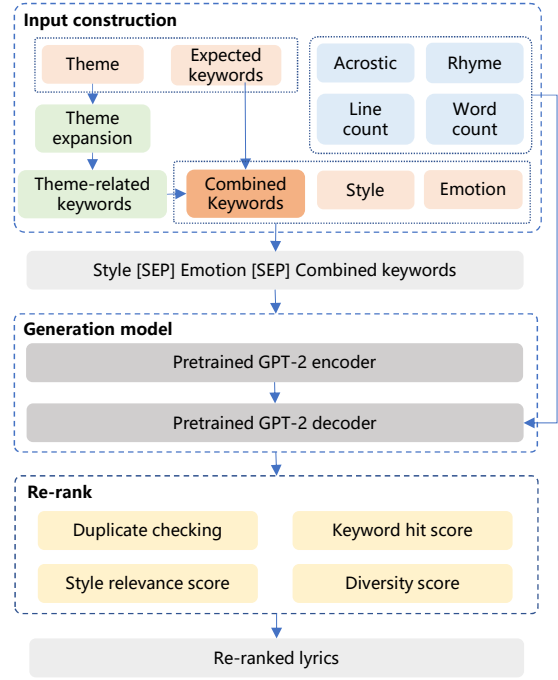 Input construction
Theme
Expected
keywords
Acrostic
Rhyme
Line
count
Word
count
Theme
expansion
Theme-related
keywords
Combined
Keywords
Style
Emotion
Style [SEP] Emotion [SEP] Combined keywords
Generation model
Pretrained GPT-2 encoder
Pretrained GPT-2 decoder
Re-rank
Duplicate checking
Keyword hit score
Style relevance score
Diversity score
Re-ranked lyrics